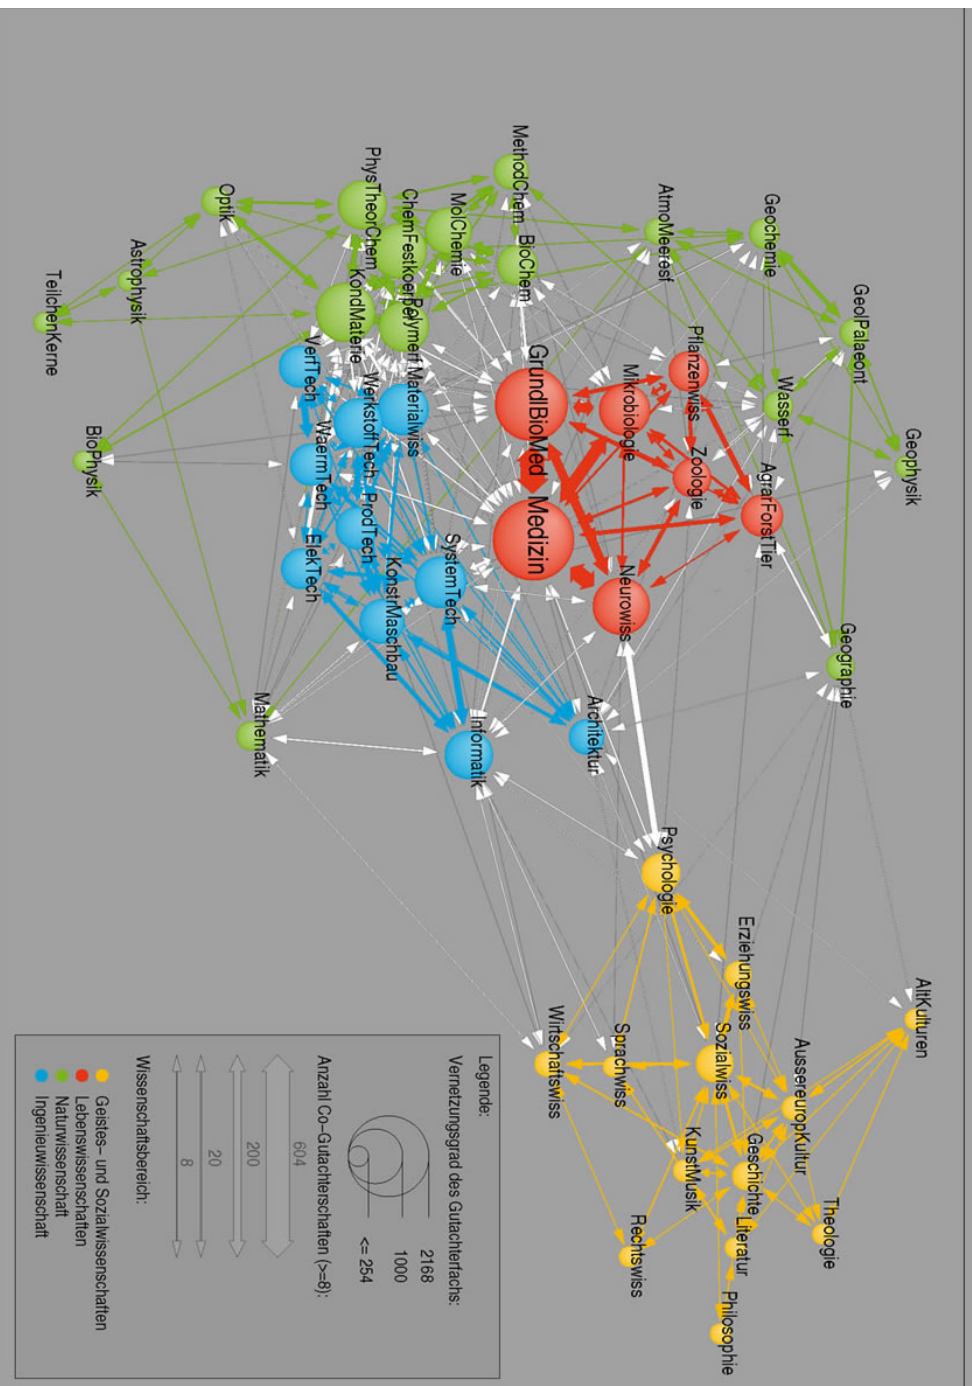 AltKulturen
Geophysik
GeolPalaeont
Geographie
Theologie
AussereuropKultur
Geochemie
Wasserf
AgrarForstTier
Erziehungswiss
Geschichte
Literatur
Philosophie
Sozialwiss
AtmoMeeresf
Pflanzenwiss
Zoologie
Psychologie
KunstMusik
Rechtswiss
Mikrobiologie
Neurowiss
Sprachwiss
Architektur
Wirtschaftswiss
MethodChem
BioChem
GrundlBioMed
Medizin
MolChemie
SystemTech
Informatik
ChemFestkoerper
Polymerf
Materialwiss
KonstrMaschbau
PhysTheorChem
KondMaterie
WerkstoffTech
ProdTech
VerfTech
WaermTech
ElekTech
Mathematik
Optik
Astrophysik
BioPhysik
TeilchenKerne
Legende:
Vernetzungsgrad des Gutachterfachs:
2168
1000
<= 254
Anzahl Co-Gutachterschaften (>=8):
604
200
20
8
Wissenschaftsbereich:
Geistes- und Sozialwissenschaften
Lebenswissenschaften
Naturwissenschaft
Ingenieuwissenschaft